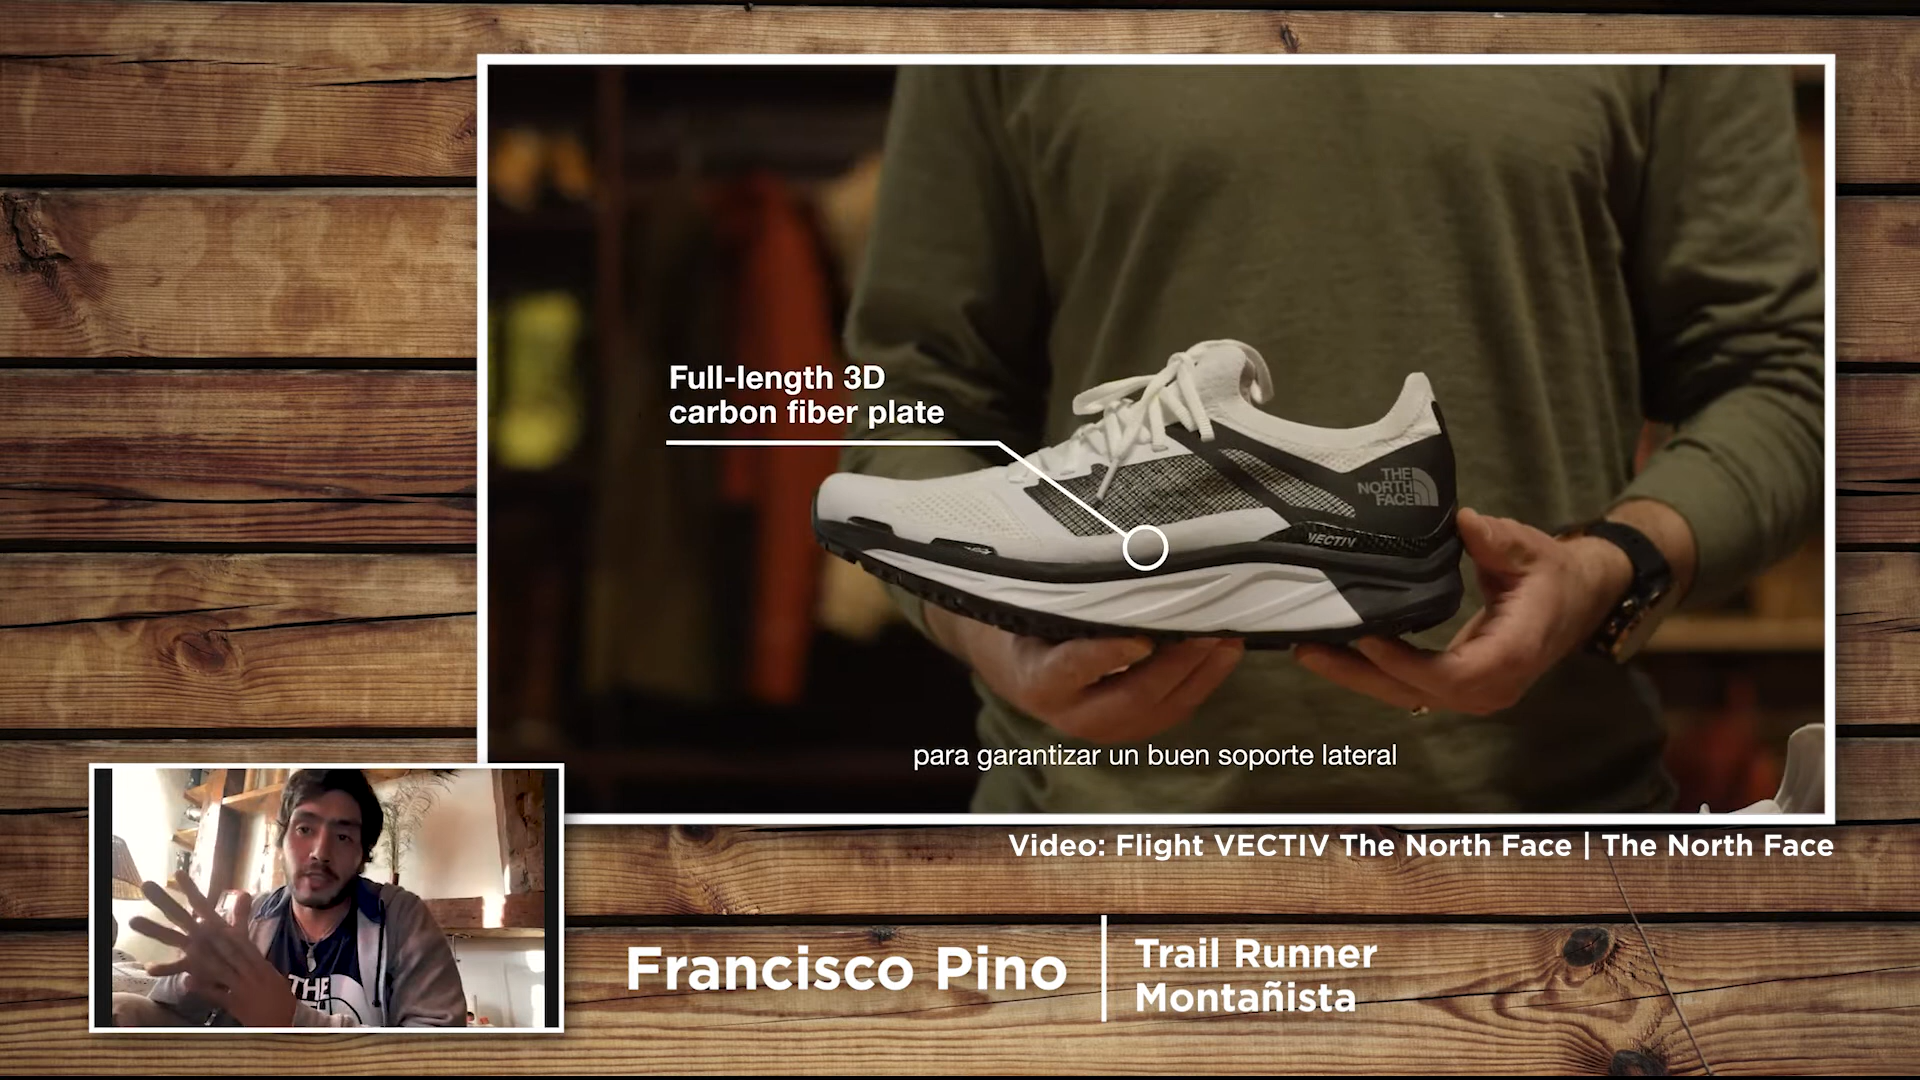 Full-length 3D
carbon fiber plate
THE
NORTH
FACE
VECTIV
para garantizar un buen soporte lateral
Video: Flight VECTIV The North Face | The North Face
Francisco Pino
Trail Runner
Montañista
THE